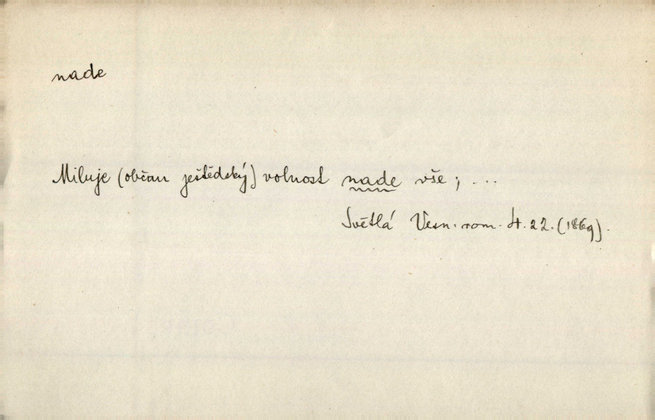 nade
Miluje (občan ještědský) volnost nade vše; ...
Světlá Vesn. rom. 4. 22. (1869).